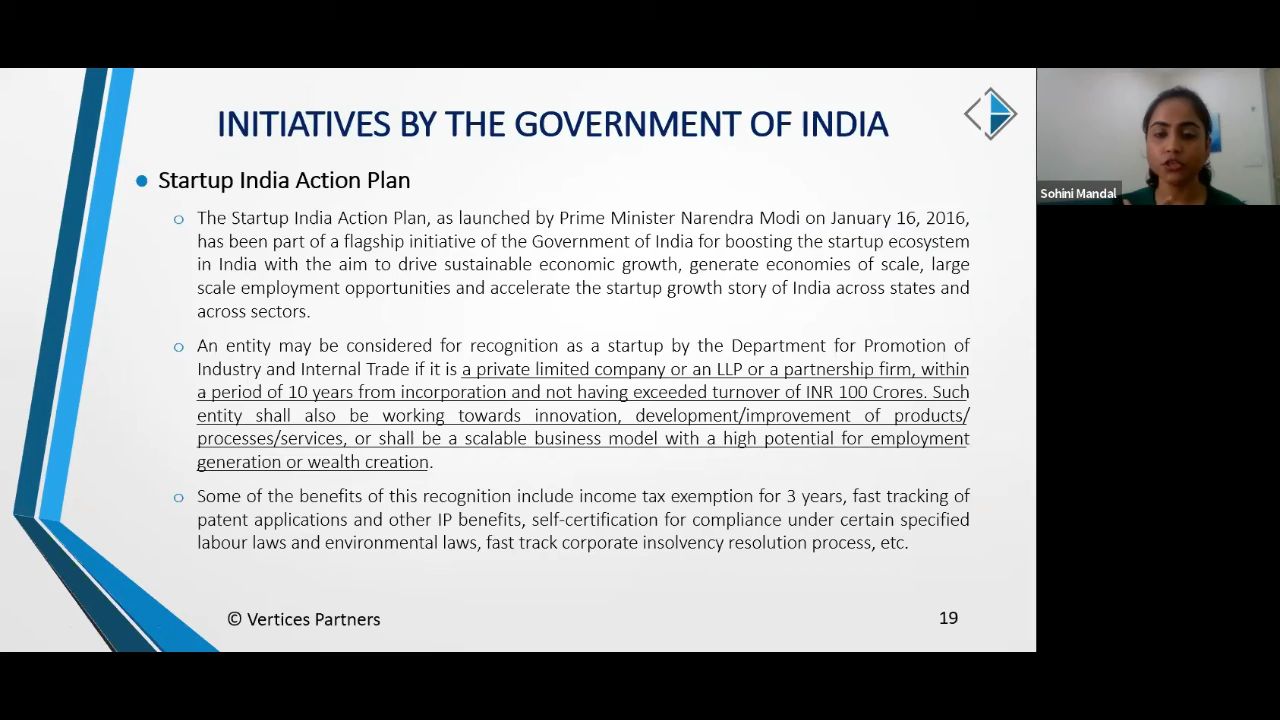 INITIATIVES BY THE GOVERNMENT OF INDIA
Startup India Action Plan
The Startup India Action Plan, as launched by Prime Minister Narendra Modi on January 16, 2016,
has been part of a flagship initiative of the Government of India for boosting the startup ecosystem
in India with the aim to drive sustainable economic growth, generate economies of scale, large
scale employment opportunities and accelerate the startup growth story of India across states and
across sectors.
An entity may be considered for recognition as a startup by the Department for Promotion of
Industry and Internal Trade if it is a private limited company or an LLP or a partnership firm, within
a period of 10 years from incorporation and not having exceeded turnover of INR 100 Crores. Such
entity shall also be working towards innovation, development/improvement of products/
processes/services, or shall be a scalable business model with a high potential for employment
generation or wealth creation.
Some of the benefits of this recognition include income tax exemption for 3 years, fast tracking of
patent applications and other IP benefits, self-certification for compliance under certain specified
labour laws and environmental laws, fast track corporate insolvency resolution process, etc.
© Vertices Partners
19
Sohini Mandal